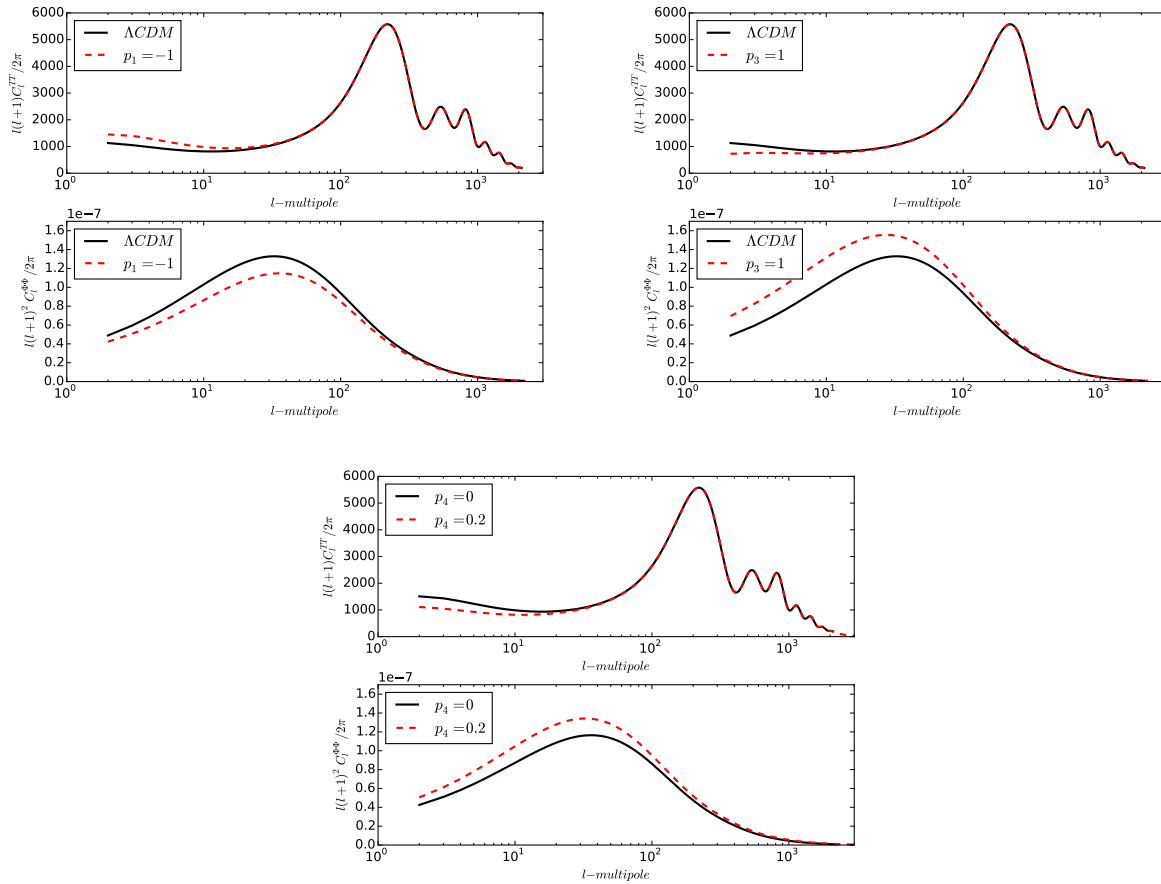 6000
5000
4000
3000
2000
1000
0
l(l+1)C_l^{TT}/2π
ΛCDM
p_1 = −1
10^0
10^1
10^2
10^3
l−multipole
1e−7
1.6
1.4
1.2
1.0
0.8
0.6
0.4
0.2
0.0
l(l+1)^2 C_l^{ΦΦ}/2π
ΛCDM
p_1 = −1
10^0
10^1
10^2
10^3
l−multipole
6000
5000
4000
3000
2000
1000
0
l(l+1)C_l^{TT}/2π
ΛCDM
p_3 = 1
10^0
10^1
10^2
10^3
l−multipole
1e−7
1.6
1.4
1.2
1.0
0.8
0.6
0.4
0.2
0.0
l(l+1)^2 C_l^{ΦΦ}/2π
ΛCDM
p_3 = 1
10^0
10^1
10^2
10^3
l−multipole
6000
5000
4000
3000
2000
1000
0
l(l+1)C_l^{TT}/2π
p_4 = 0
p_4 = 0.2
10^0
10^1
10^2
10^3
l−multipole
1e−7
1.6
1.4
1.2
1.0
0.8
0.6
0.4
0.2
0.0
l(l+1)^2 C_l^{ΦΦ}/2π
p_4 = 0
p_4 = 0.2
10^0
10^1
10^2
10^3
l−multipole